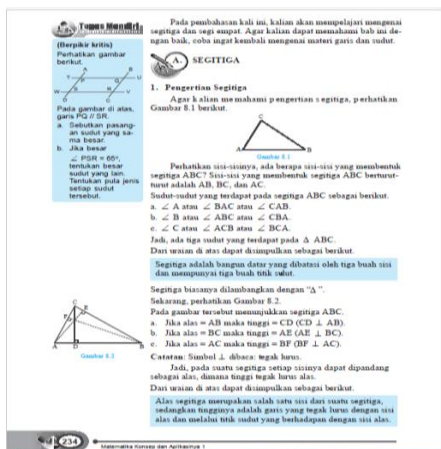 Tugas Mandiri
(Berpikir kritis)
Perhatikan gambar
berikut.
Pada gambar di atas,
garis PQ // SR.
a. Sebutkan pasang-
an sudut yang sa-
ma besar.
b. Jika besar
∠ PSR = 65°,
tentukan besar
sudut yang lain.
Tentukan pula jenis
setiap sudut
tersebut.
Pada pembahasan kali ini, kalian akan mempelajari mengenai
segitiga dan segi empat. Agar kalian dapat memahami bab ini de-
ngan baik, coba ingat kembali mengenai materi garis dan sudut.
A. SEGITIGA
1. Pengertian Segitiga
Agar kalian memahami pengertian segitiga, perhatikan
Gambar 8.1 berikut.
C
A B
Gambar 8.1
Perhatikan sisi-sisinya, ada berapa sisi-sisi yang membentuk
segitiga ABC? Sisi-sisi yang membentuk segitiga ABC berturut-
turut adalah AB, BC, dan AC.
Sudut-sudut yang terdapat pada segitiga ABC sebagai berikut.
a. ∠ A atau ∠ BAC atau ∠ CAB.
b. ∠ B atau ∠ ABC atau ∠ CBA.
c. ∠ C atau ∠ ACB atau ∠ BCA.
Jadi, ada tiga sudut yang terdapat pada Δ ABC.
Dari uraian di atas dapat disimpulkan sebagai berikut.
Segitiga adalah bangun datar yang dibatasi oleh tiga buah sisi
dan mempunyai tiga buah titik sudut.
Segitiga biasanya dilambangkan dengan "Δ".
Sekarang, perhatikan Gambar 8.2.
Pada gambar tersebut menunjukkan segitiga ABC.
a. Jika alas = AB maka tinggi = CD (CD ⊥ AB).
b. Jika alas = BC maka tinggi = AE (AE ⊥ BC).
c. Jika alas = AC maka tinggi = BF (BF ⊥ AC).
Catatan: Simbol ⊥ dibaca: tegak lurus.
C
F E
A D B
Gambar 8.2
Jadi, pada suatu segitiga setiap sisinya dapat dipandang
sebagai alas, dimana tinggi tegak lurus alas.
Dari uraian di atas dapat disimpulkan sebagai berikut.
Alas segitiga merupakan salah satu sisi dari suatu segitiga,
sedangkan tingginya adalah garis yang tegak lurus dengan sisi
alas dan melalui titik sudut yang berhadapan dengan sisi alas.
234
Matematika Konsep dan Aplikasinya 1